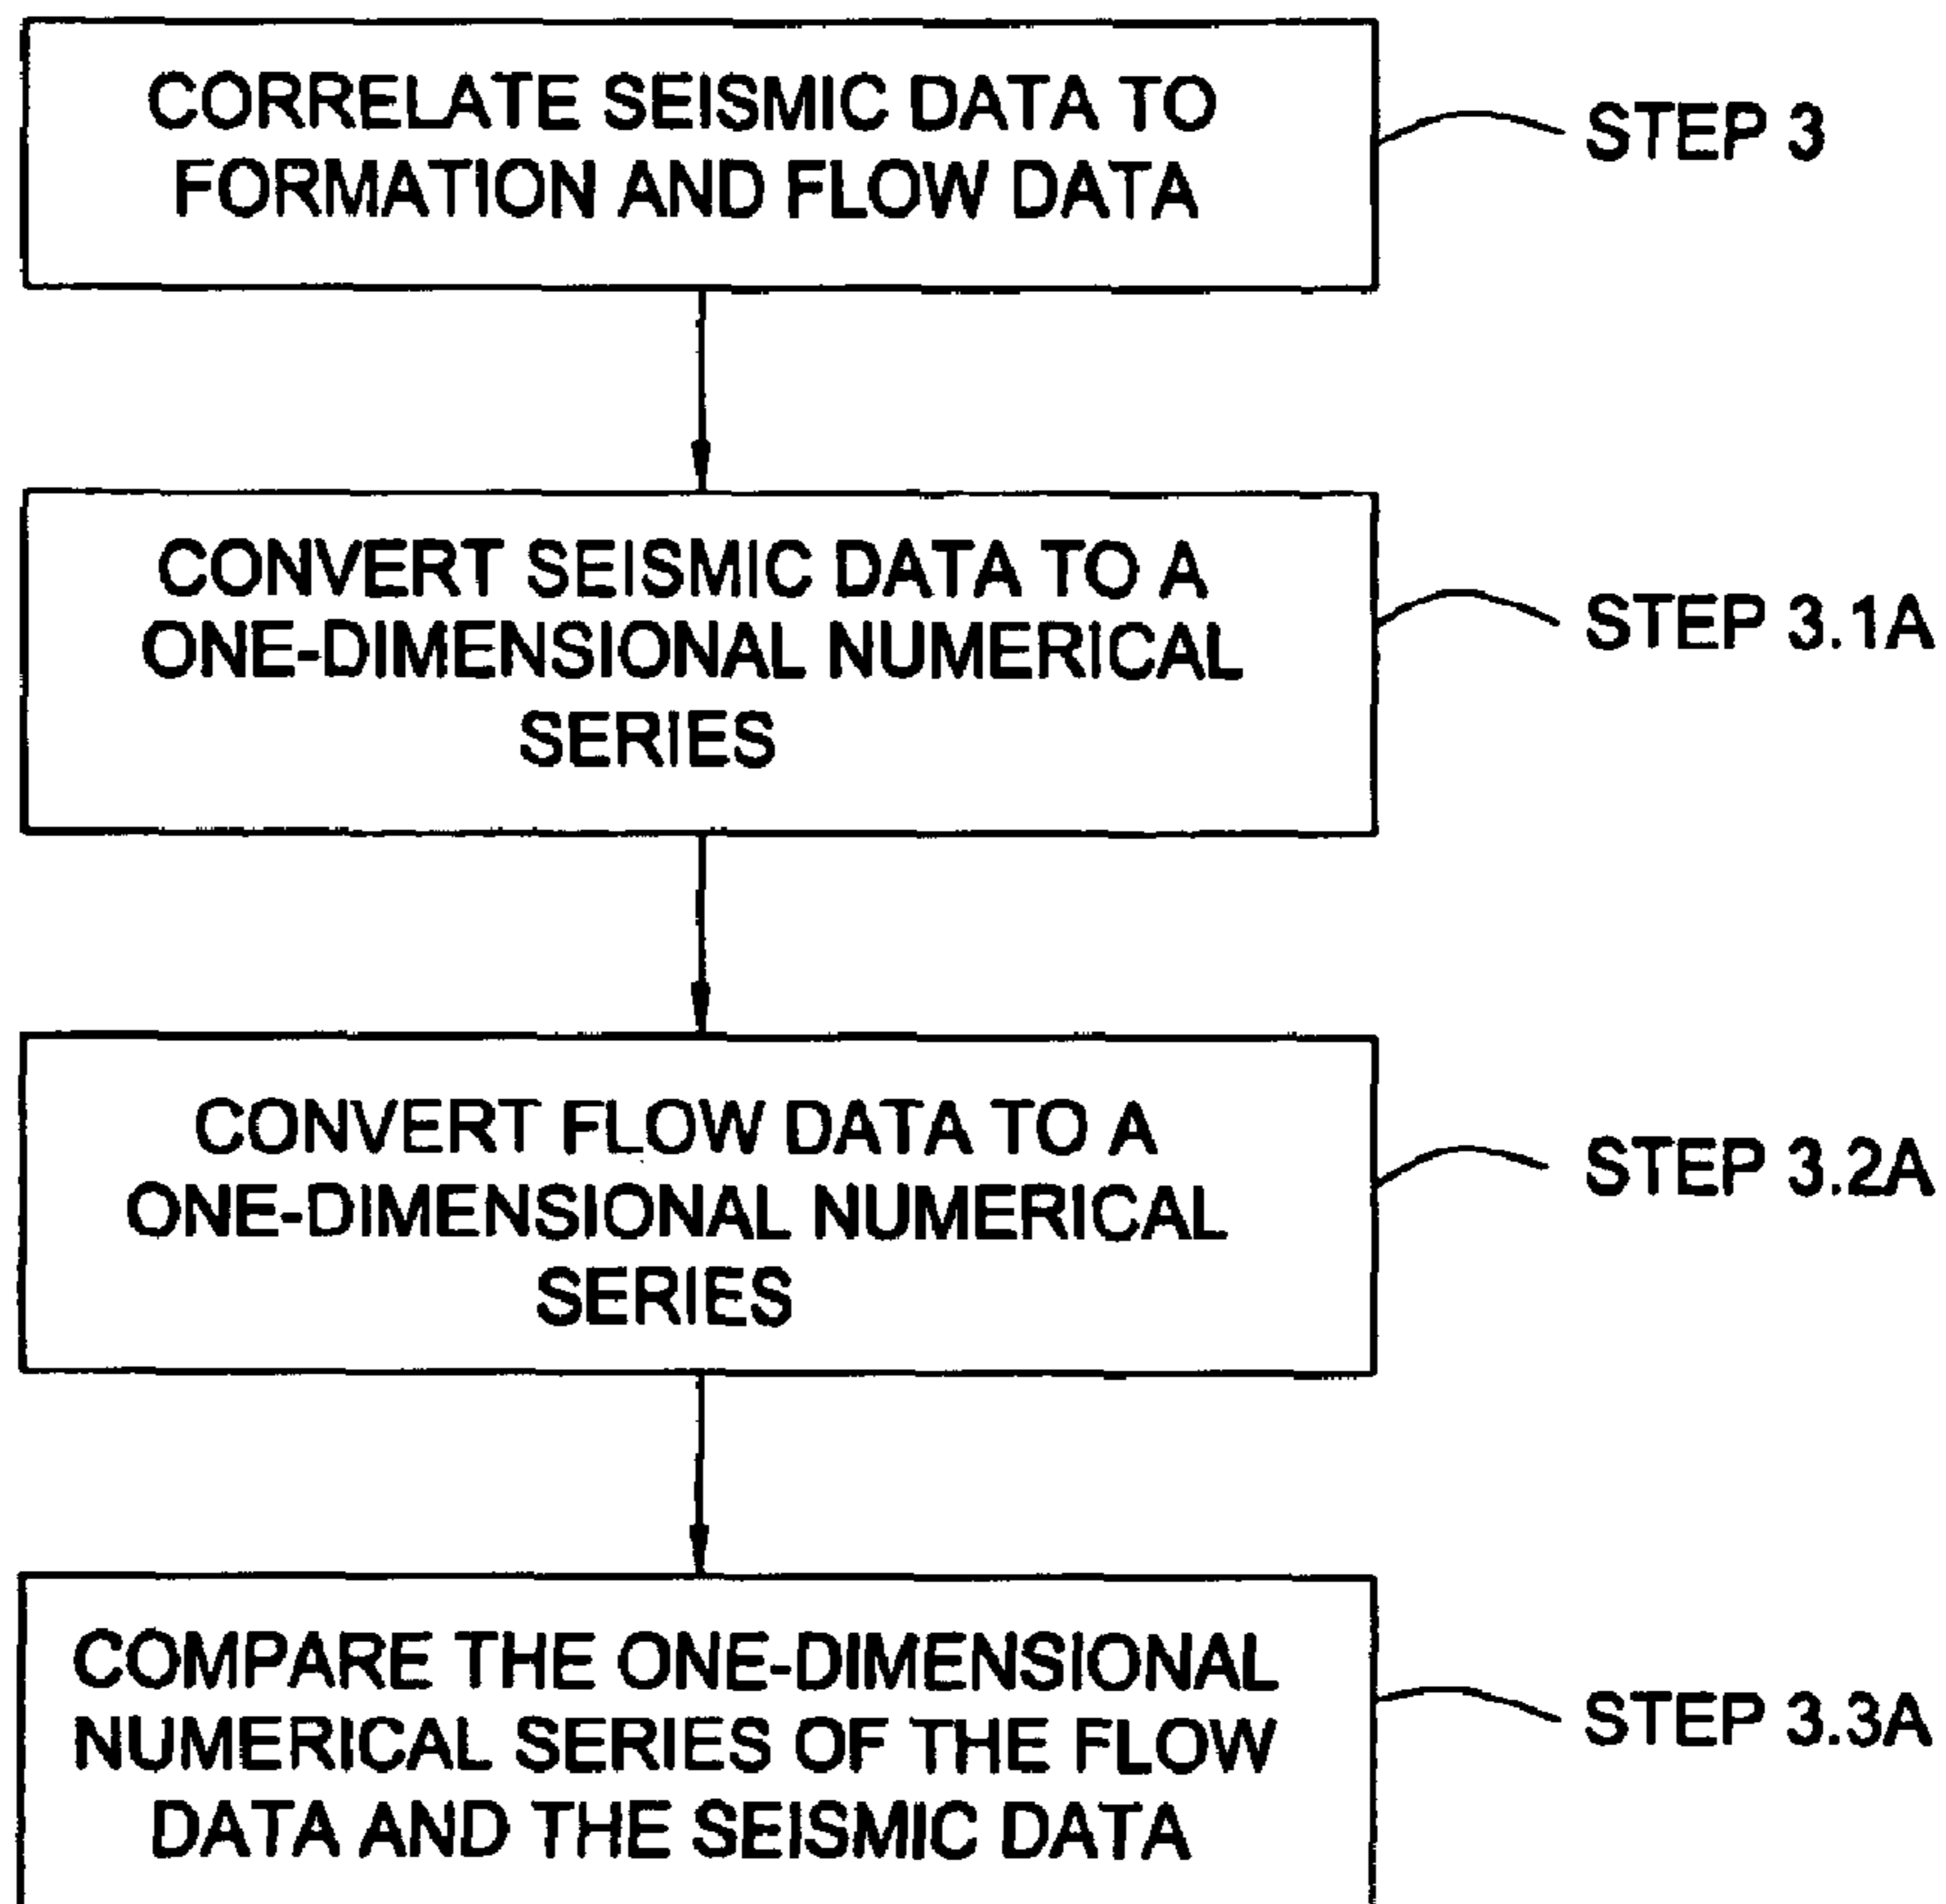 CORRELATE SEISMIC DATA TO
FORMATION AND FLOW DATA
STEP 3
CONVERT SEISMIC DATA TO A
ONE-DIMENSIONAL NUMERICAL
SERIES
STEP 3.1A
CONVERT FLOW DATA TO A
ONE-DIMENSIONAL NUMERICAL
SERIES
STEP 3.2A
COMPARE THE ONE-DIMENSIONAL
NUMERICAL SERIES OF THE FLOW
DATA AND THE SEISMIC DATA
STEP 3.3A